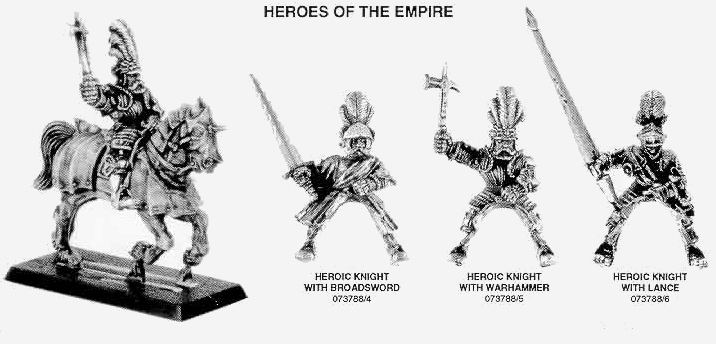 HEROES OF THE EMPIRE
HEROIC KNIGHT
WITH BROADSWORD
073788/4
HEROIC KNIGHT
WITH WARHAMMER
073788/5
HEROIC KNIGHT
WITH LANCE
073788/6